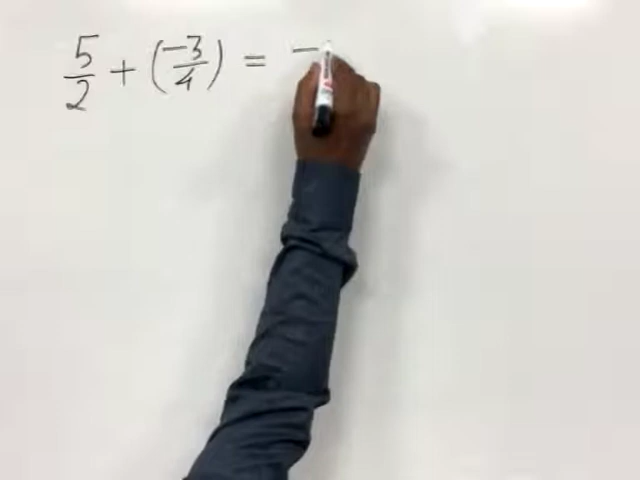 5/2 + (-3/4) = -